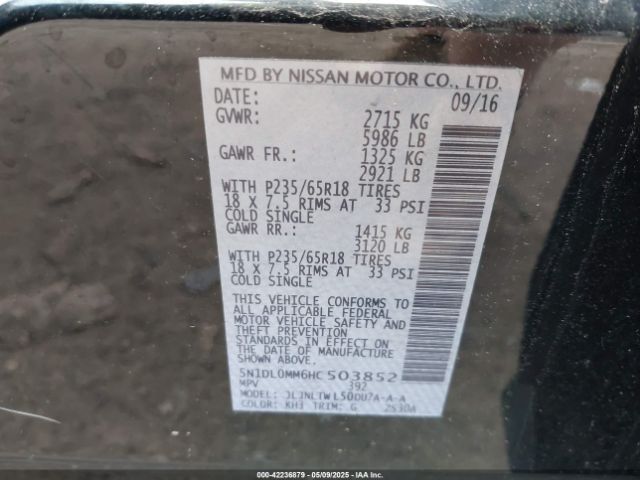 MFD BY NISSAN MOTOR CO., LTD.
DATE: 09/16
GVWR: 2715 KG
5986 LB
GAWR FR.: 1325 KG
2921 LB
WITH P235/65R18 TIRES
18 X 7.5 RIMS AT 33 PSI
COLD SINGLE
GAWR RR.: 1415 KG
3120 LB
WITH P235/65R18 TIRES
18 X 7.5 RIMS AT 33 PSI
COLD SINGLE
THIS VEHICLE CONFORMS TO
ALL APPLICABLE FEDERAL
MOTOR VEHICLE SAFETY AND
THEFT PREVENTION
STANDARDS IN EFFECT ON
THE DATE OF MANUFACTURE
SHOWN ABOVE.
5N1DL0MM6HC503852
MPV 392
MODEL:
COLOR: KH3 TRIM: G
000-42236879 | 05/09/2025 - IAAI.COM